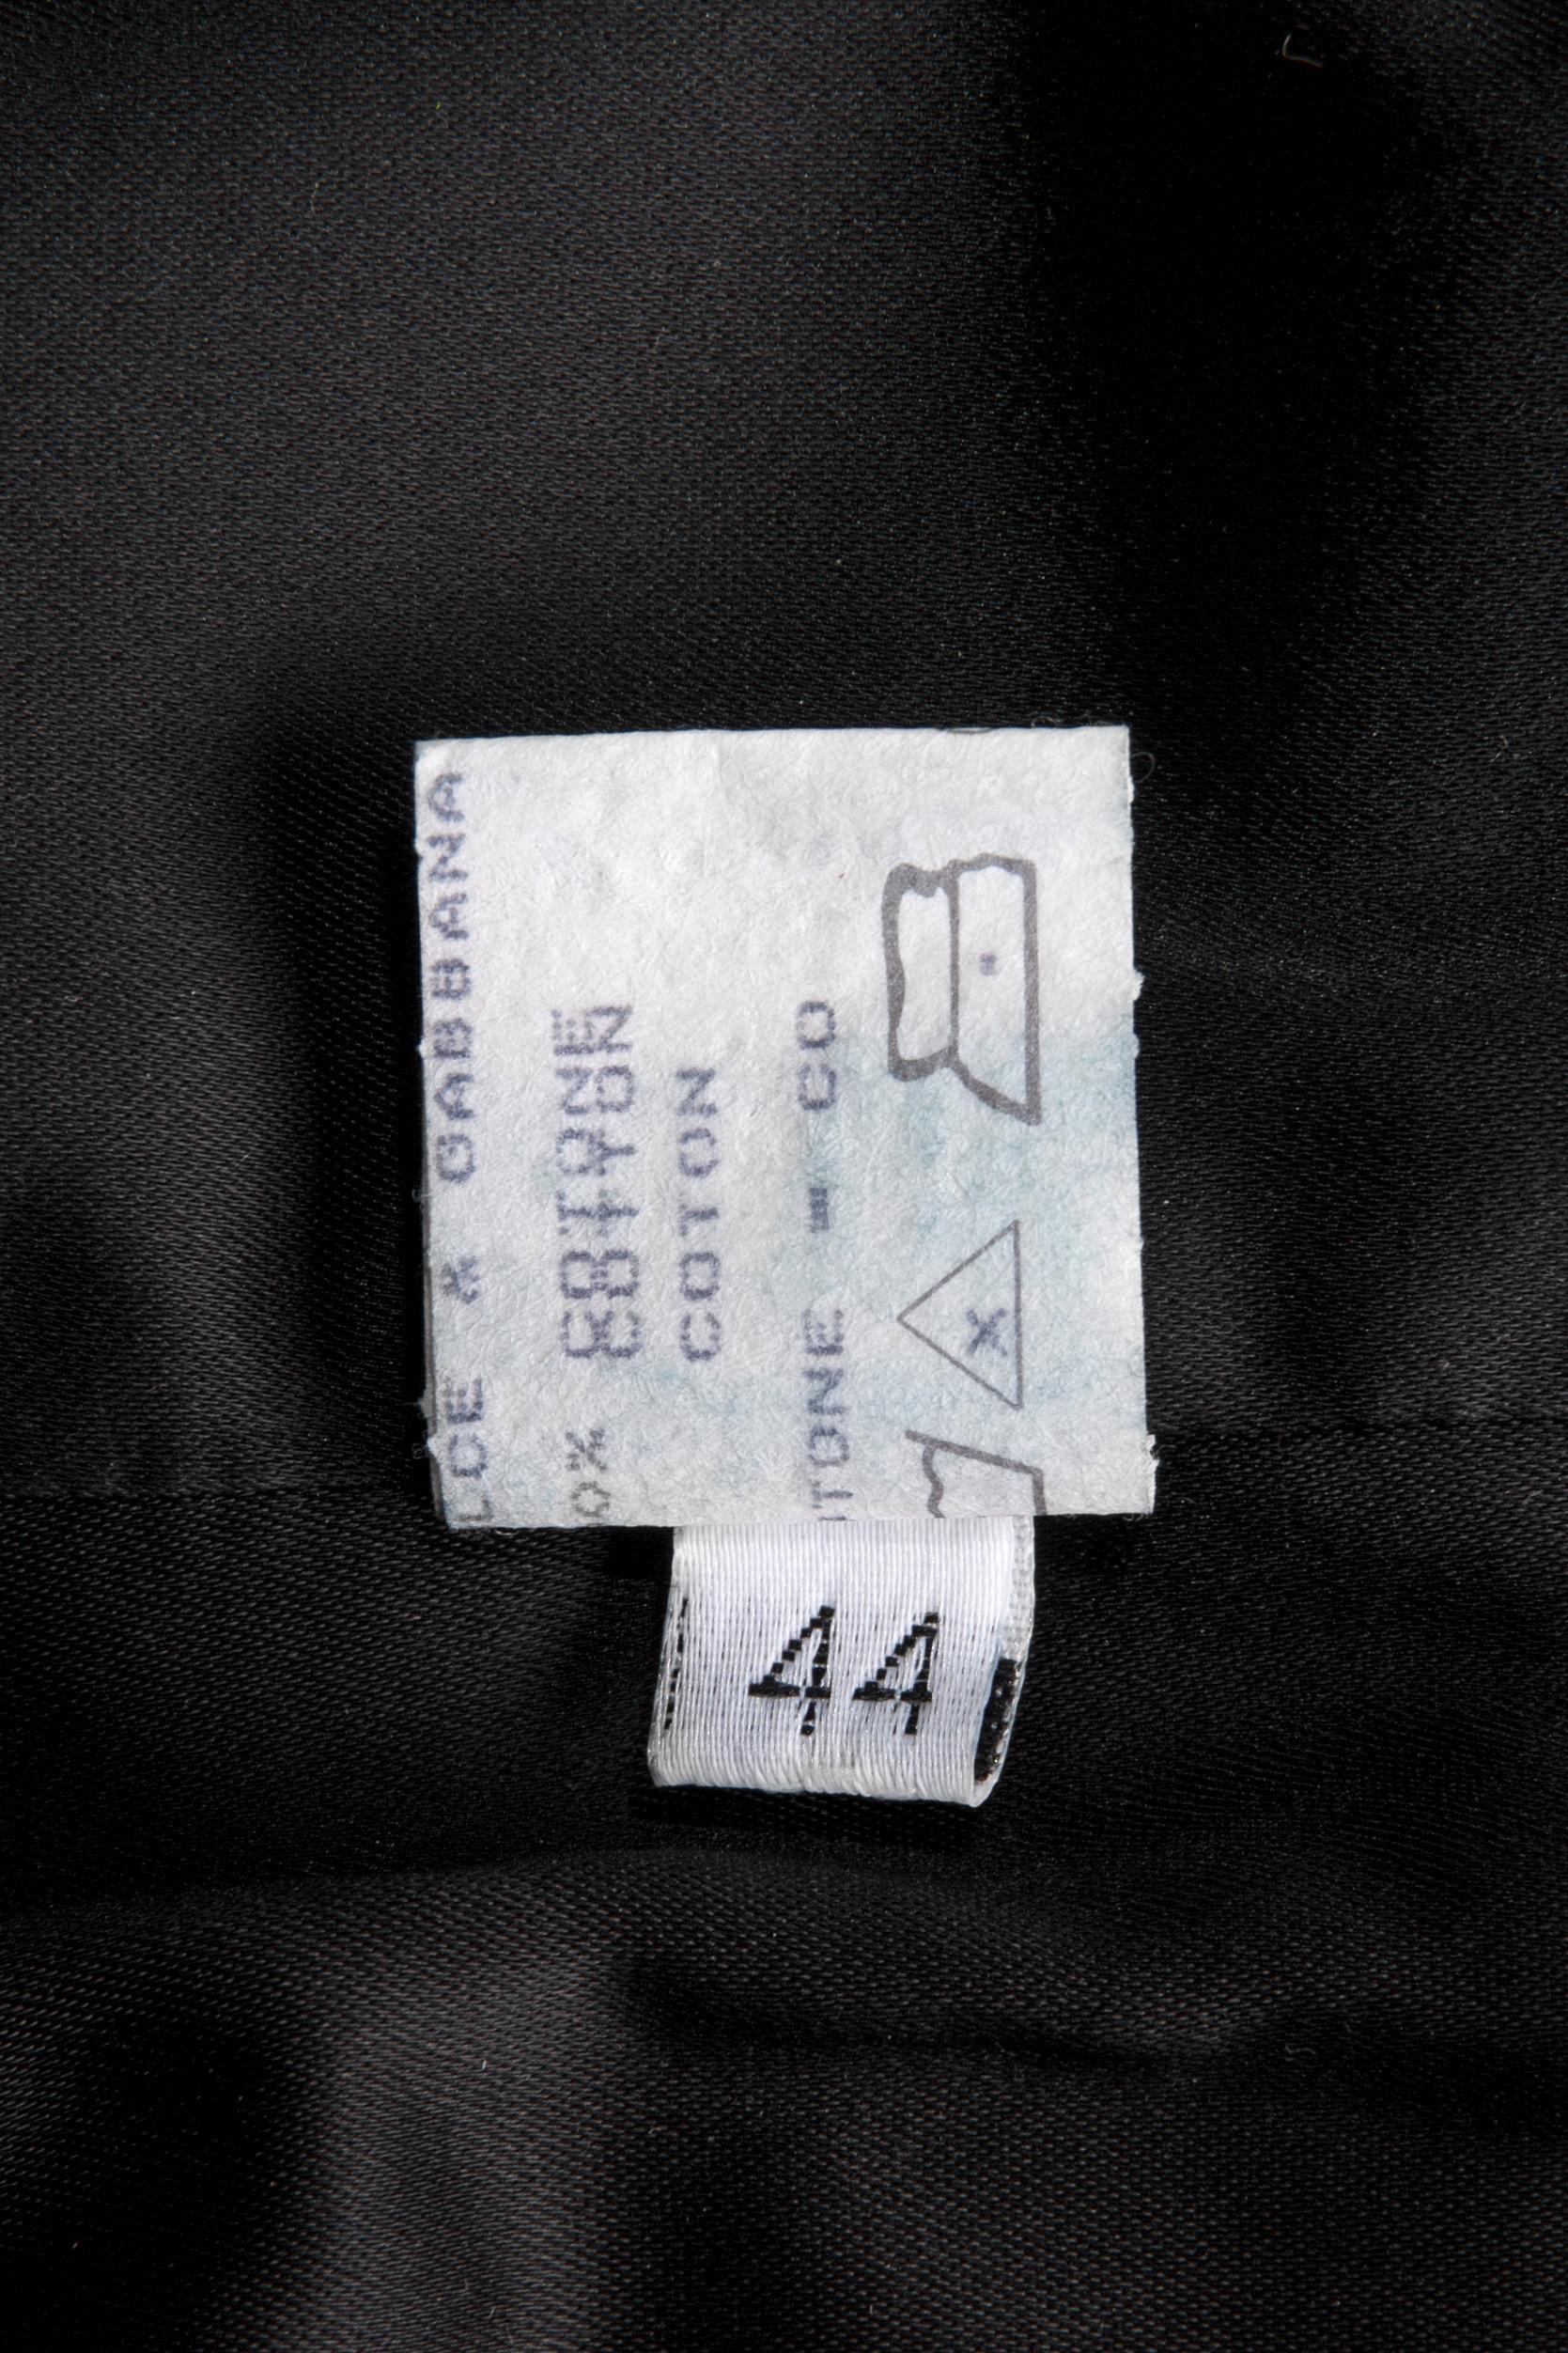 LCE & GABBANA
0% COTONE
COTTON
COTON
TONE - CO
44